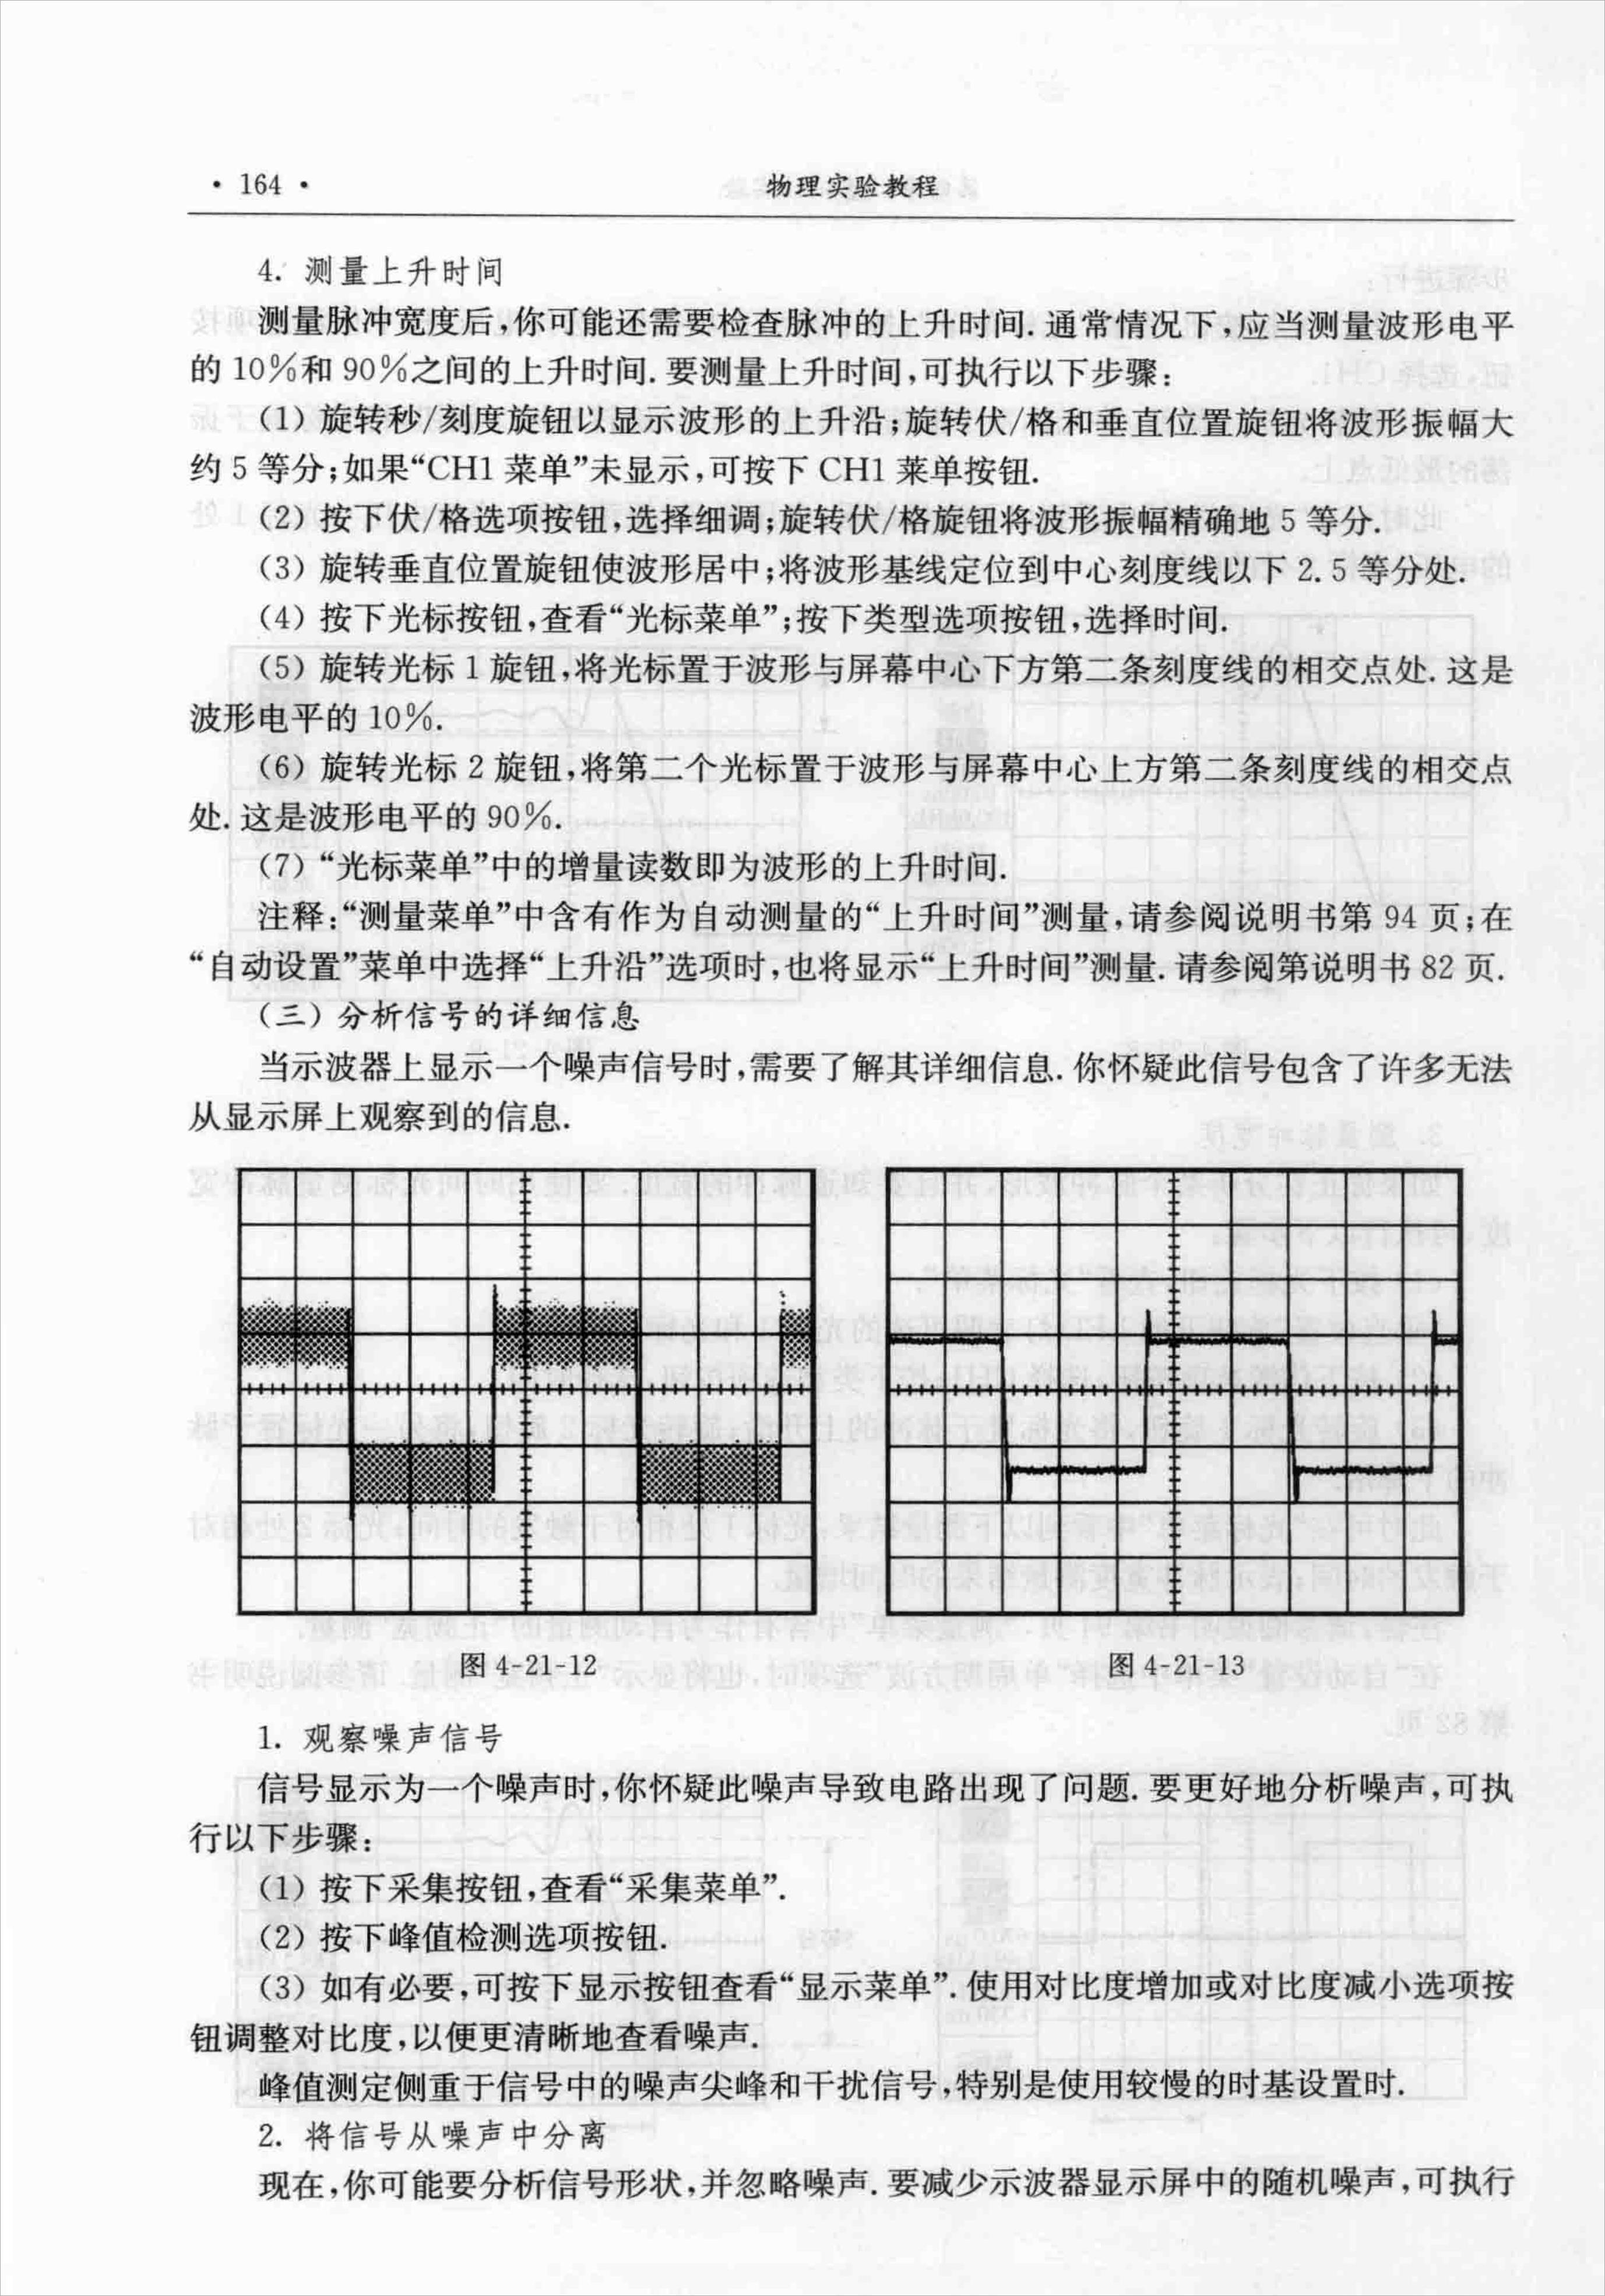 · 164 ·
物理实验教程
4. 测量上升时间
测量脉冲宽度后,你可能还需要检查脉冲的上升时间. 通常情况下,应当测量波形电平
的 10%和 90%之间的上升时间. 要测量上升时间,可执行以下步骤:
(1) 旋转秒/刻度旋钮以显示波形的上升沿;旋转伏/格和垂直位置旋钮将波形振幅大
约 5 等分;如果“CH1 菜单”未显示,可按下 CH1 菜单按钮.
(2) 按下伏/格选项按钮,选择细调;旋转伏/格旋钮将波形振幅精确地 5 等分.
(3) 旋转垂直位置旋钮使波形居中;将波形基线定位到中心刻度线以下 2. 5 等分处.
(4) 按下光标按钮,查看“光标菜单”;按下类型选项按钮,选择时间.
(5) 旋转光标 1 旋钮,将光标置于波形与屏幕中心下方第二条刻度线的相交点处. 这是
波形电平的 10%.
(6) 旋转光标 2 旋钮,将第二个光标置于波形与屏幕中心上方第二条刻度线的相交点
处. 这是波形电平的 90%.
(7) “光标菜单”中的增量读数即为波形的上升时间.
注释:“测量菜单”中含有作为自动测量的“上升时间”测量,请参阅说明书第 94 页;在
“自动设置”菜单中选择“上升沿”选项时,也将显示“上升时间”测量. 请参阅第说明书 82 页.
(三) 分析信号的详细信息
当示波器上显示一个噪声信号时,需要了解其详细信息. 你怀疑此信号包含了许多无法
从显示屏上观察到的信息.
图 4-21-12
图 4-21-13
1. 观察噪声信号
信号显示为一个噪声时,你怀疑此噪声导致电路出现了问题. 要更好地分析噪声,可执
行以下步骤:
(1) 按下采集按钮,查看“采集菜单”.
(2) 按下峰值检测选项按钮.
(3) 如有必要,可按下显示按钮查看“显示菜单”. 使用对比度增加或对比度减小选项按
钮调整对比度,以便更清晰地查看噪声.
峰值测定侧重于信号中的噪声尖峰和干扰信号,特别是使用较慢的时基设置时.
2. 将信号从噪声中分离
现在,你可能要分析信号形状,并忽略噪声. 要减少示波器显示屏中的随机噪声,可执行